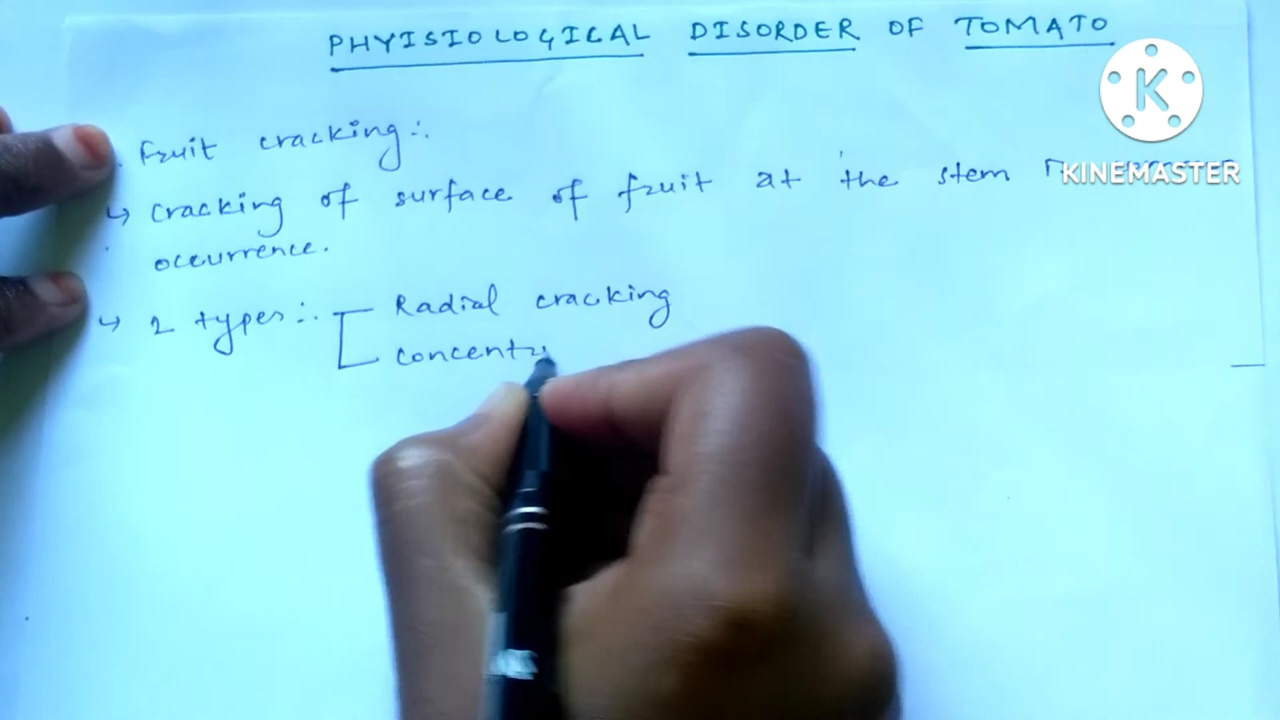 PHYISIOLOGICAL DISORDER OF TOMATO
Fruit cracking:.
↳ cracking of surface of fruit at the stem
KINEMASTER
occurrence.
↳ 2 types:. Radial cracking
concentr